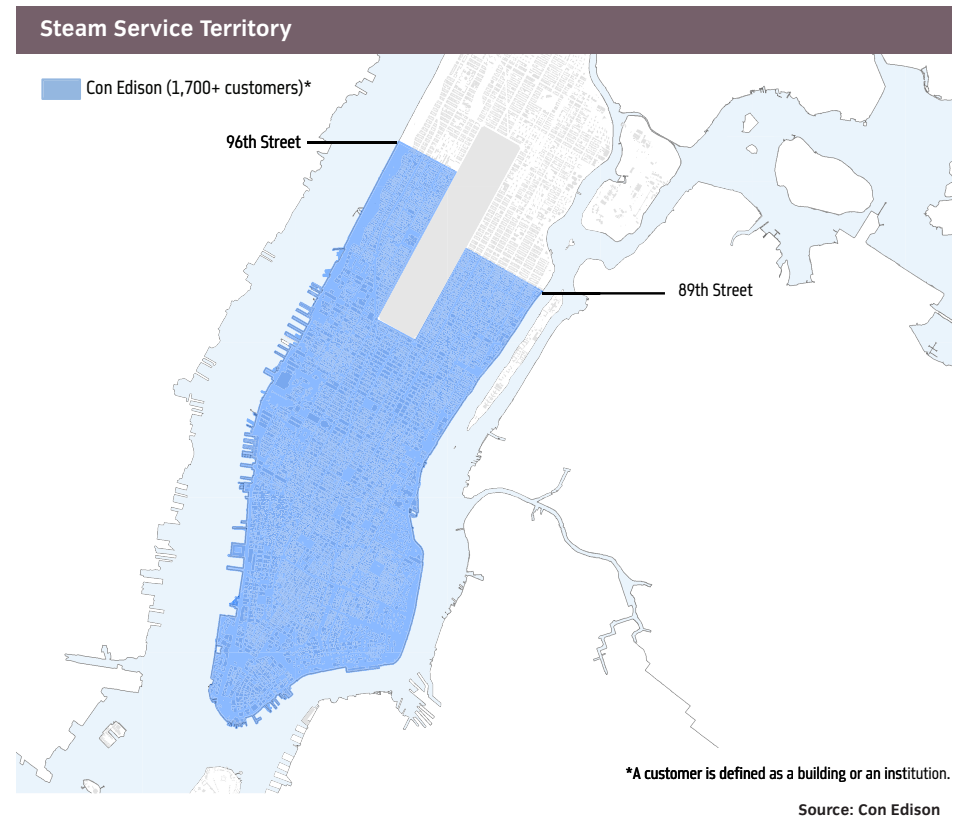 Steam Service Territory
Con Edison (1,700+ customers)*
96th Street
89th Street
*A customer is defined as a building or an institution.
Source: Con Edison